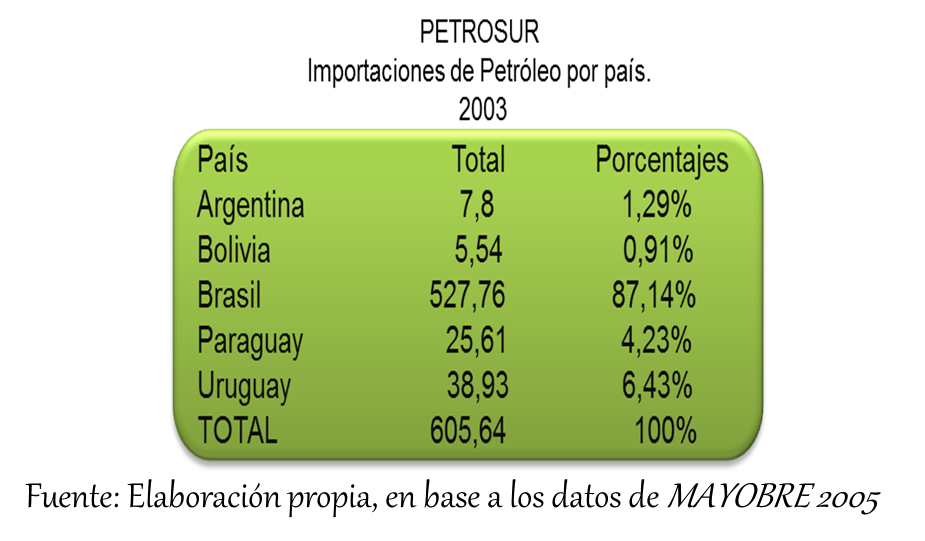 PETROSUR
Importaciones de Petróleo por país.
2003
País Total Porcentajes
Argentina 7,8 1,29%
Bolivia 5,54 0,91%
Brasil 527,76 87,14%
Paraguay 25,61 4,23%
Uruguay 38,93 6,43%
TOTAL 605,64 100%
Fuente: Elaboración propia, en base a los datos de MAYOBRE 2005